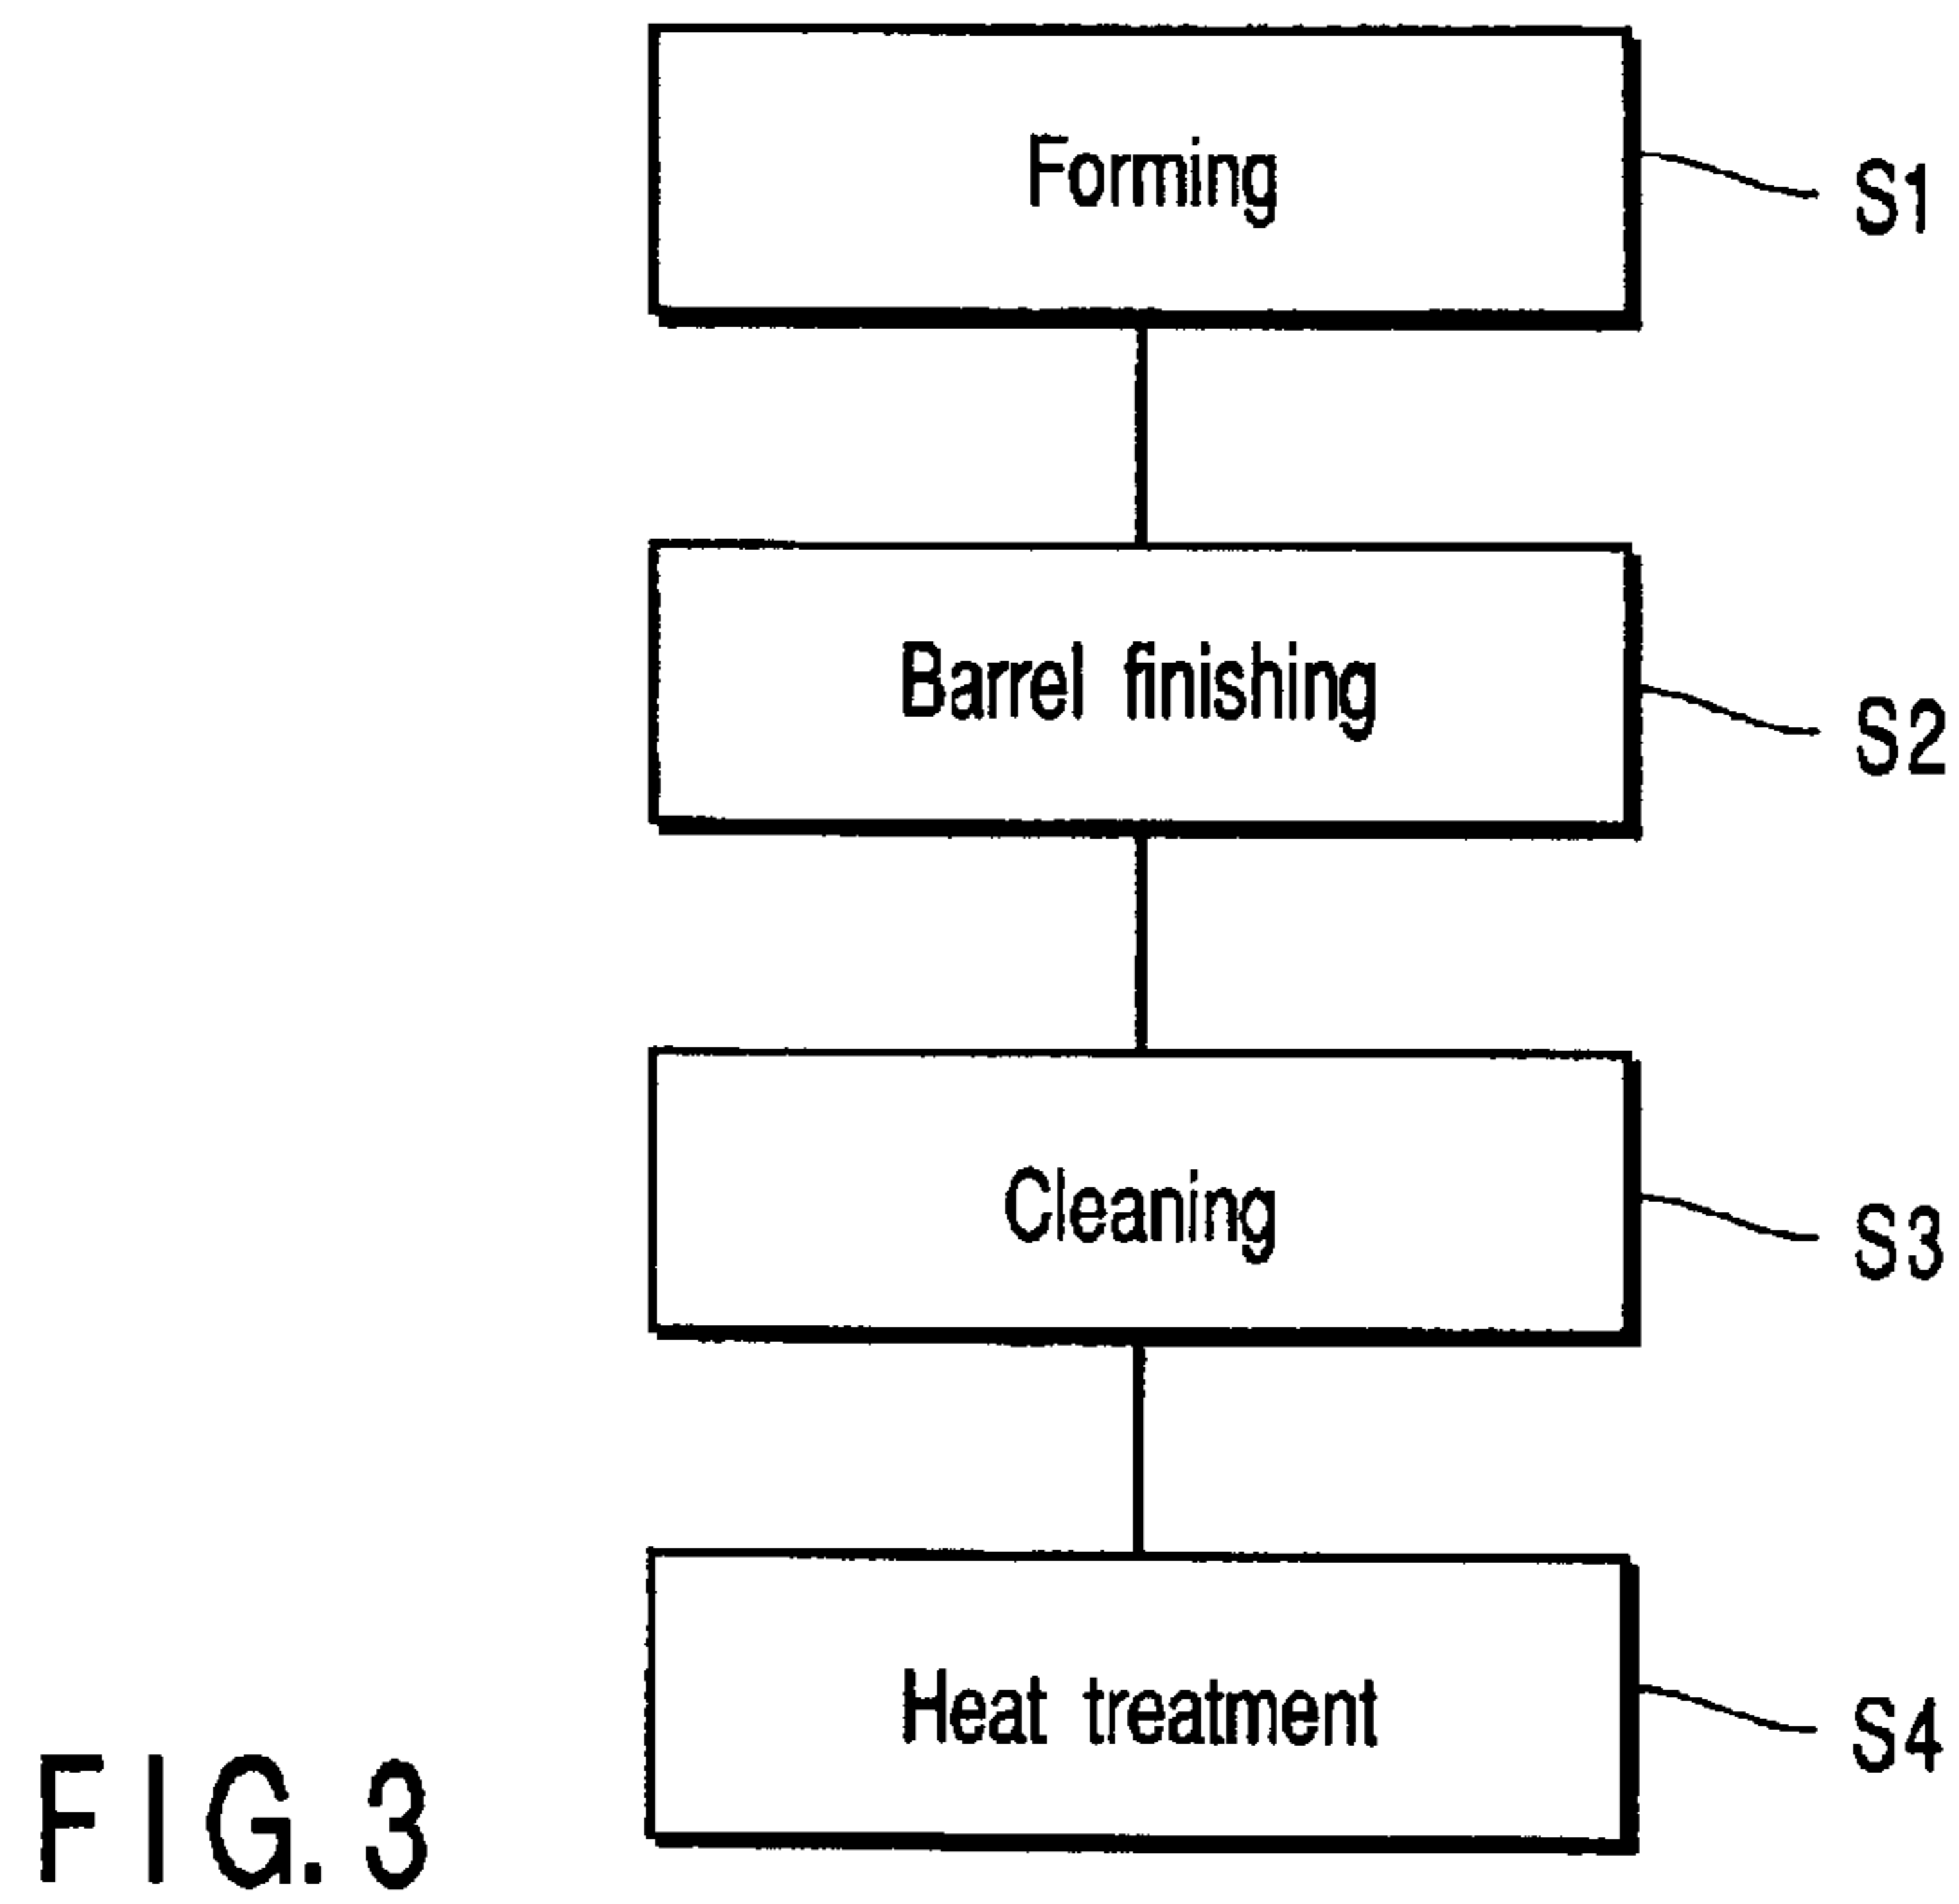 Forming
S1
Barrel finishing
S2
Cleaning
S3
Heat treatment
S4
FIG.3